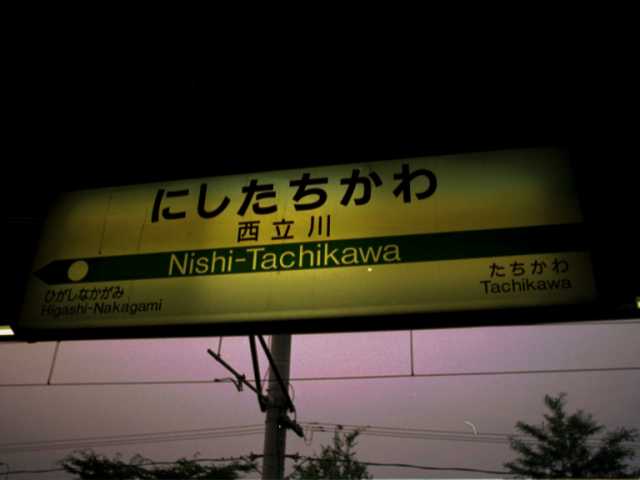 にしたちかわ
西立川
Nishi-Tachikawa
ひがしなかがみ
Higashi-Nakagami
たちかわ
Tachikawa